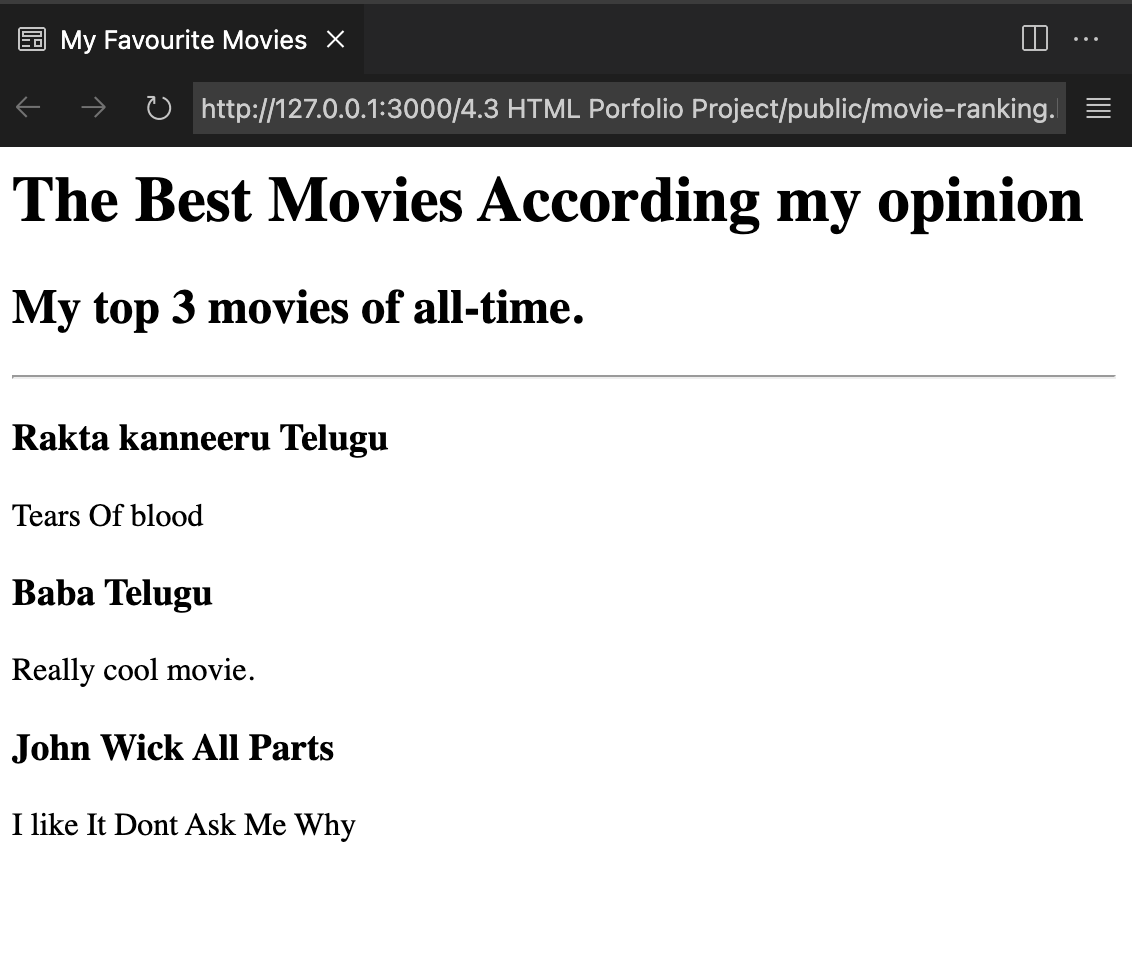 My Favourite Movies
http://127.0.0.1:3000/4.3 HTML Porfolio Project/public/movie-ranking.
The Best Movies According my opinion
My top 3 movies of all-time.
Rakta kanneeru Telugu
Tears Of blood
Baba Telugu
Really cool movie.
John Wick All Parts
I like It Dont Ask Me Why